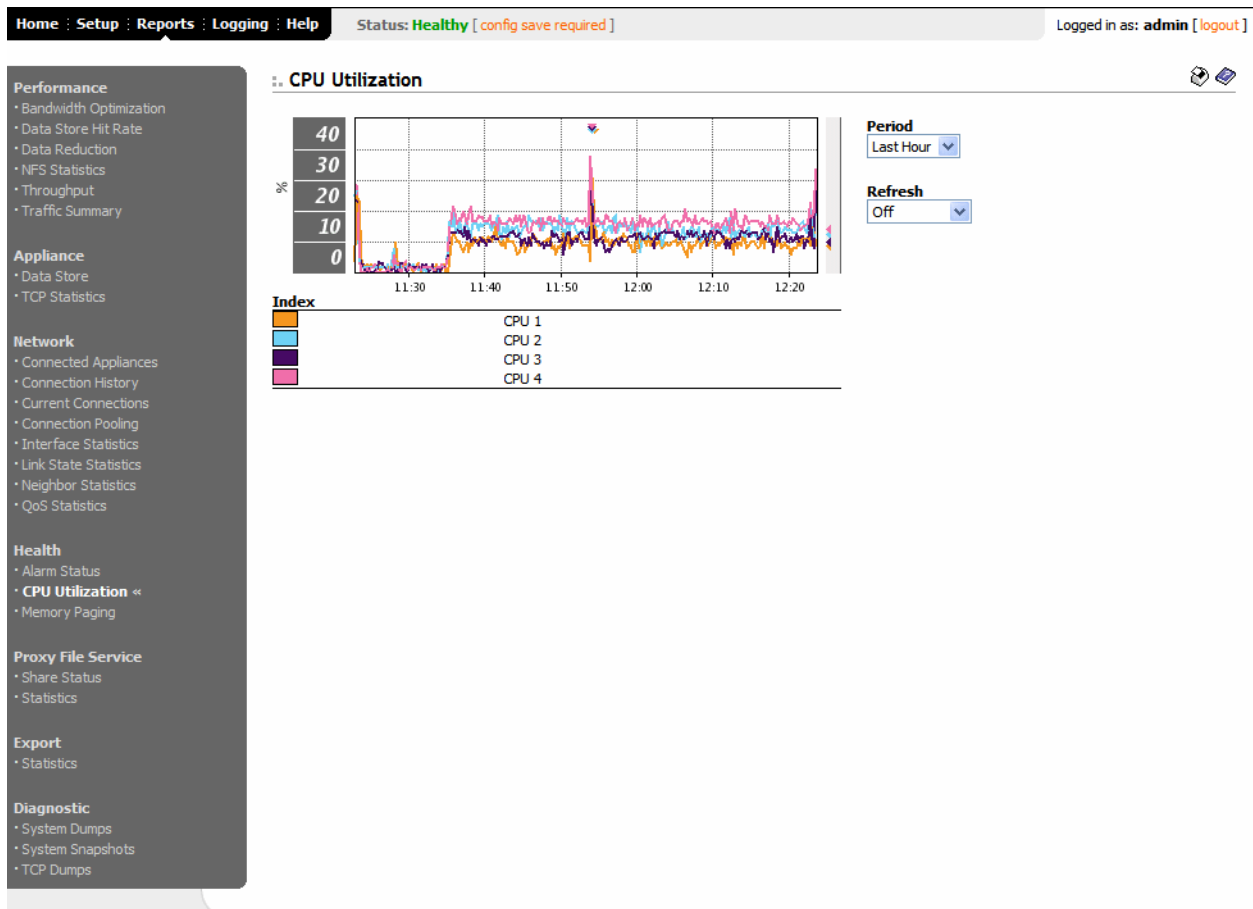 Home Setup Reports Logging Help Status: Healthy [ config save required ] Logged in as: admin [ logout ]
Performance
· Bandwidth Optimization
· Data Store Hit Rate
· Data Reduction
· NFS Statistics
· Throughput
· Traffic Summary
Appliance
· Data Store
· TCP Statistics
Network
· Connected Appliances
· Connection History
· Current Connections
· Connection Pooling
· Interface Statistics
· Link State Statistics
· Neighbor Statistics
· QoS Statistics
Health
· Alarm Status
· CPU Utilization «
· Memory Paging
Proxy File Service
· Share Status
· Statistics
Export
· Statistics
Diagnostic
· System Dumps
· System Snapshots
· TCP Dumps
CPU Utilization
%
40
30
20
10
0
11:30 11:40 11:50 12:00 12:10 12:20
Index
CPU 1
CPU 2
CPU 3
CPU 4
Period
Last Hour
Refresh
Off